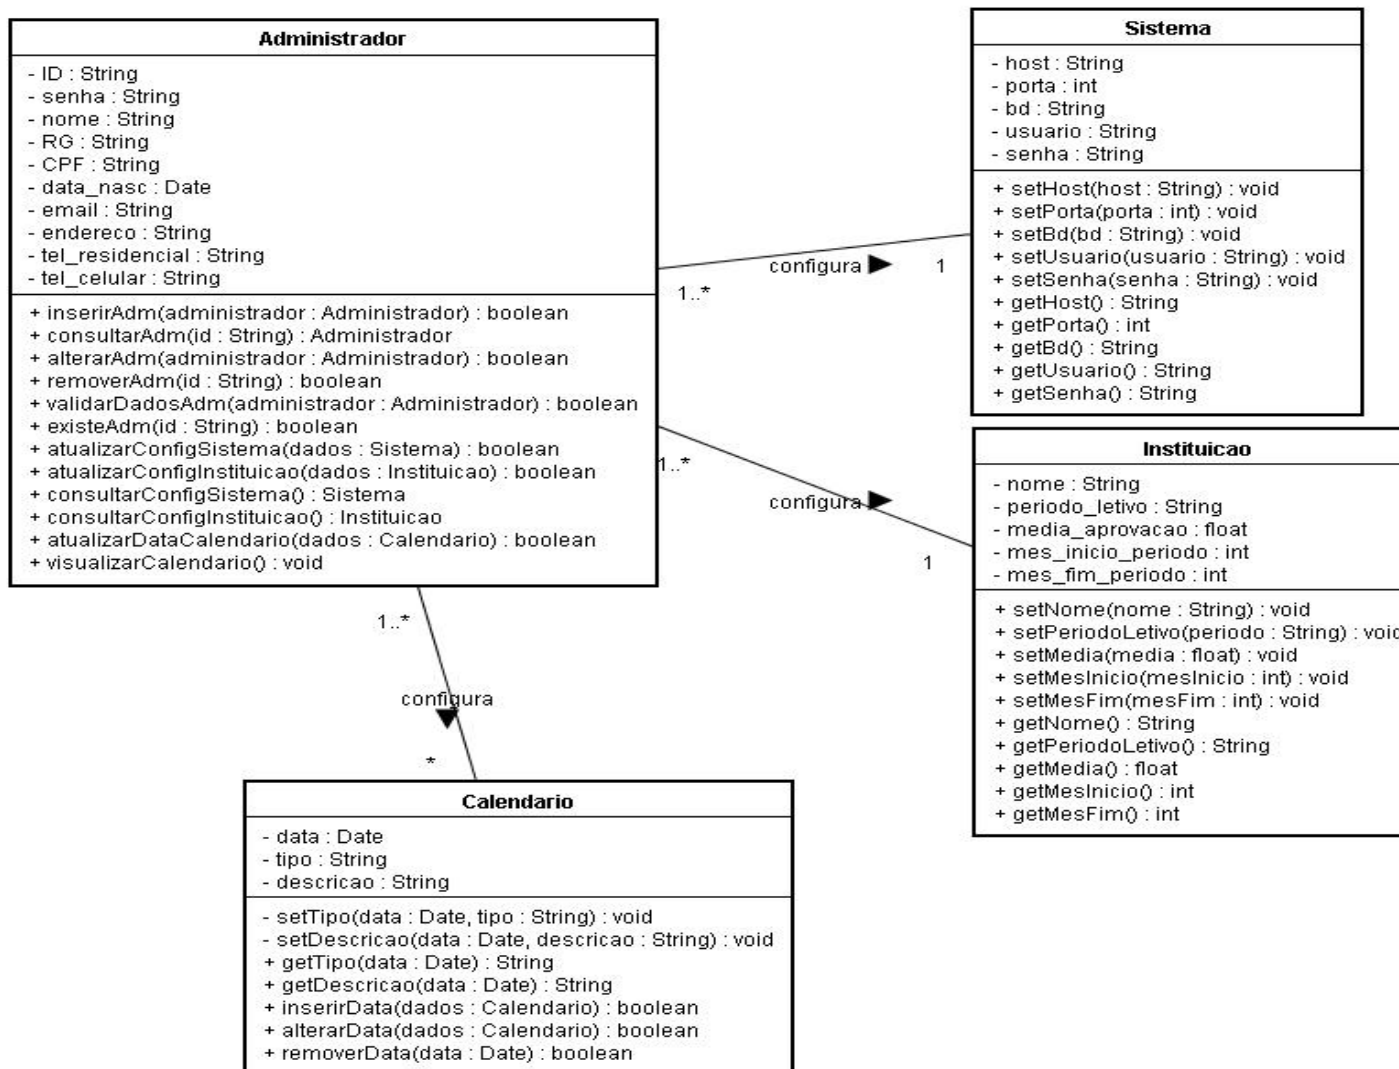 Administrador
- ID : String
- senha : String
- nome : String
- RG : String
- CPF : String
- data_nasc : Date
- email : String
- endereco : String
- tel_residencial : String
- tel_celular : String
+ inserirAdm(administrador : Administrador) : boolean
+ consultarAdm(id : String) : Administrador
+ alterarAdm(administrador : Administrador) : boolean
+ removerAdm(id : String) : boolean
+ validarDadosAdm(administrador : Administrador) : boolean
+ existeAdm(id : String) : boolean
+ atualizarConfigSistema(dados : Sistema) : boolean
+ atualizarConfigInstituicao(dados : Instituicao) : boolean
+ consultarConfigSistema() : Sistema
+ consultarConfigInstituicao() : Instituicao
+ atualizarDataCalendario(dados : Calendario) : boolean
+ visualizarCalendario() : void
configura
1..*
1
Sistema
- host : String
- porta : int
- bd : String
- usuario : String
- senha : String
+ setHost(host : String) : void
+ setPorta(porta : int) : void
+ setBd(bd : String) : void
+ setUsuario(usuario : String) : void
+ setSenha(senha : String) : void
+ getHost() : String
+ getPorta() : int
+ getBd() : String
+ getUsuario() : String
+ getSenha() : String
1..*
configura
1
Instituicao
- nome : String
- periodo_letivo : String
- media_aprovacao : float
- mes_inicio_periodo : int
- mes_fim_periodo : int
+ setNome(nome : String) : void
+ setPeriodoLetivo(periodo : String) : void
+ setMedia(media : float) : void
+ setMesInicio(mesInicio : int) : void
+ setMesFim(mesFim : int) : void
+ getNome() : String
+ getPeriodoLetivo() : String
+ getMedia() : float
+ getMesInicio() : int
+ getMesFim() : int
1..*
configura
*
Calendario
- data : Date
- tipo : String
- descricao : String
- setTipo(data : Date, tipo : String) : void
- setDescricao(data : Date, descricao : String) : void
+ getTipo(data : Date) : String
+ getDescricao(data : Date) : String
+ inserirData(dados : Calendario) : boolean
+ alterarData(dados : Calendario) : boolean
+ removerData(data : Date) : boolean